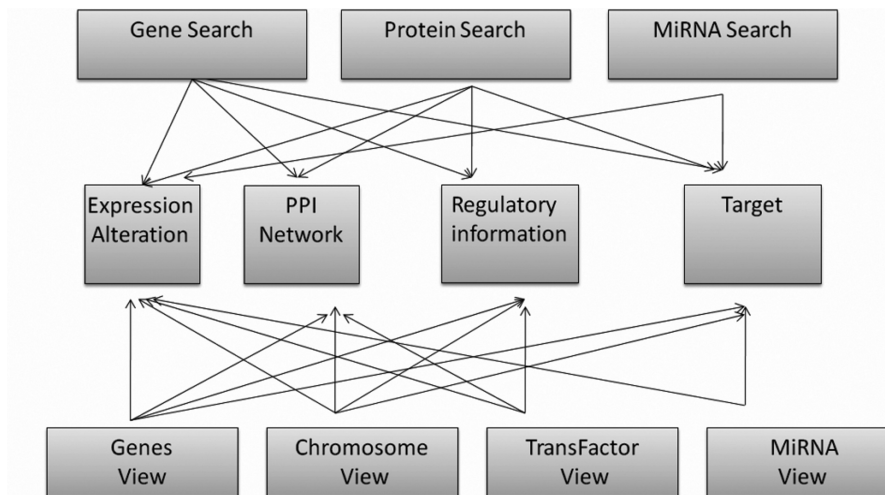 Gene Search
Protein Search
MiRNA Search
Expression
Alteration
PPI
Network
Regulatory
information
Target
Genes
View
Chromosome
View
TransFactor
View
MiRNA
View